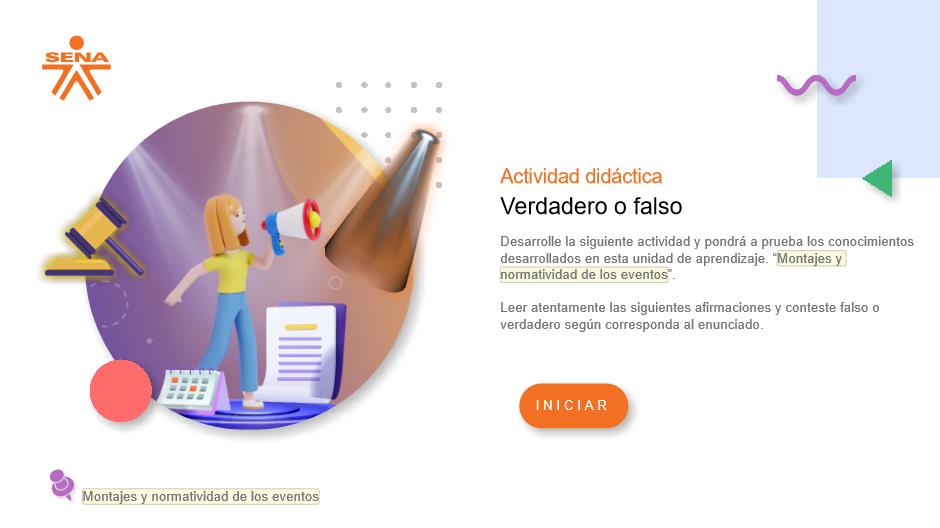 SENA
Actividad didáctica
Verdadero o falso
Desarrolle la siguiente actividad y pondrá a prueba los conocimientos
desarrollados en esta unidad de aprendizaje. “Montajes y
normatividad de los eventos”.
Leer atentamente las siguientes afirmaciones y conteste falso o
verdadero según corresponda al enunciado.
INICIAR
Montajes y normatividad de los eventos